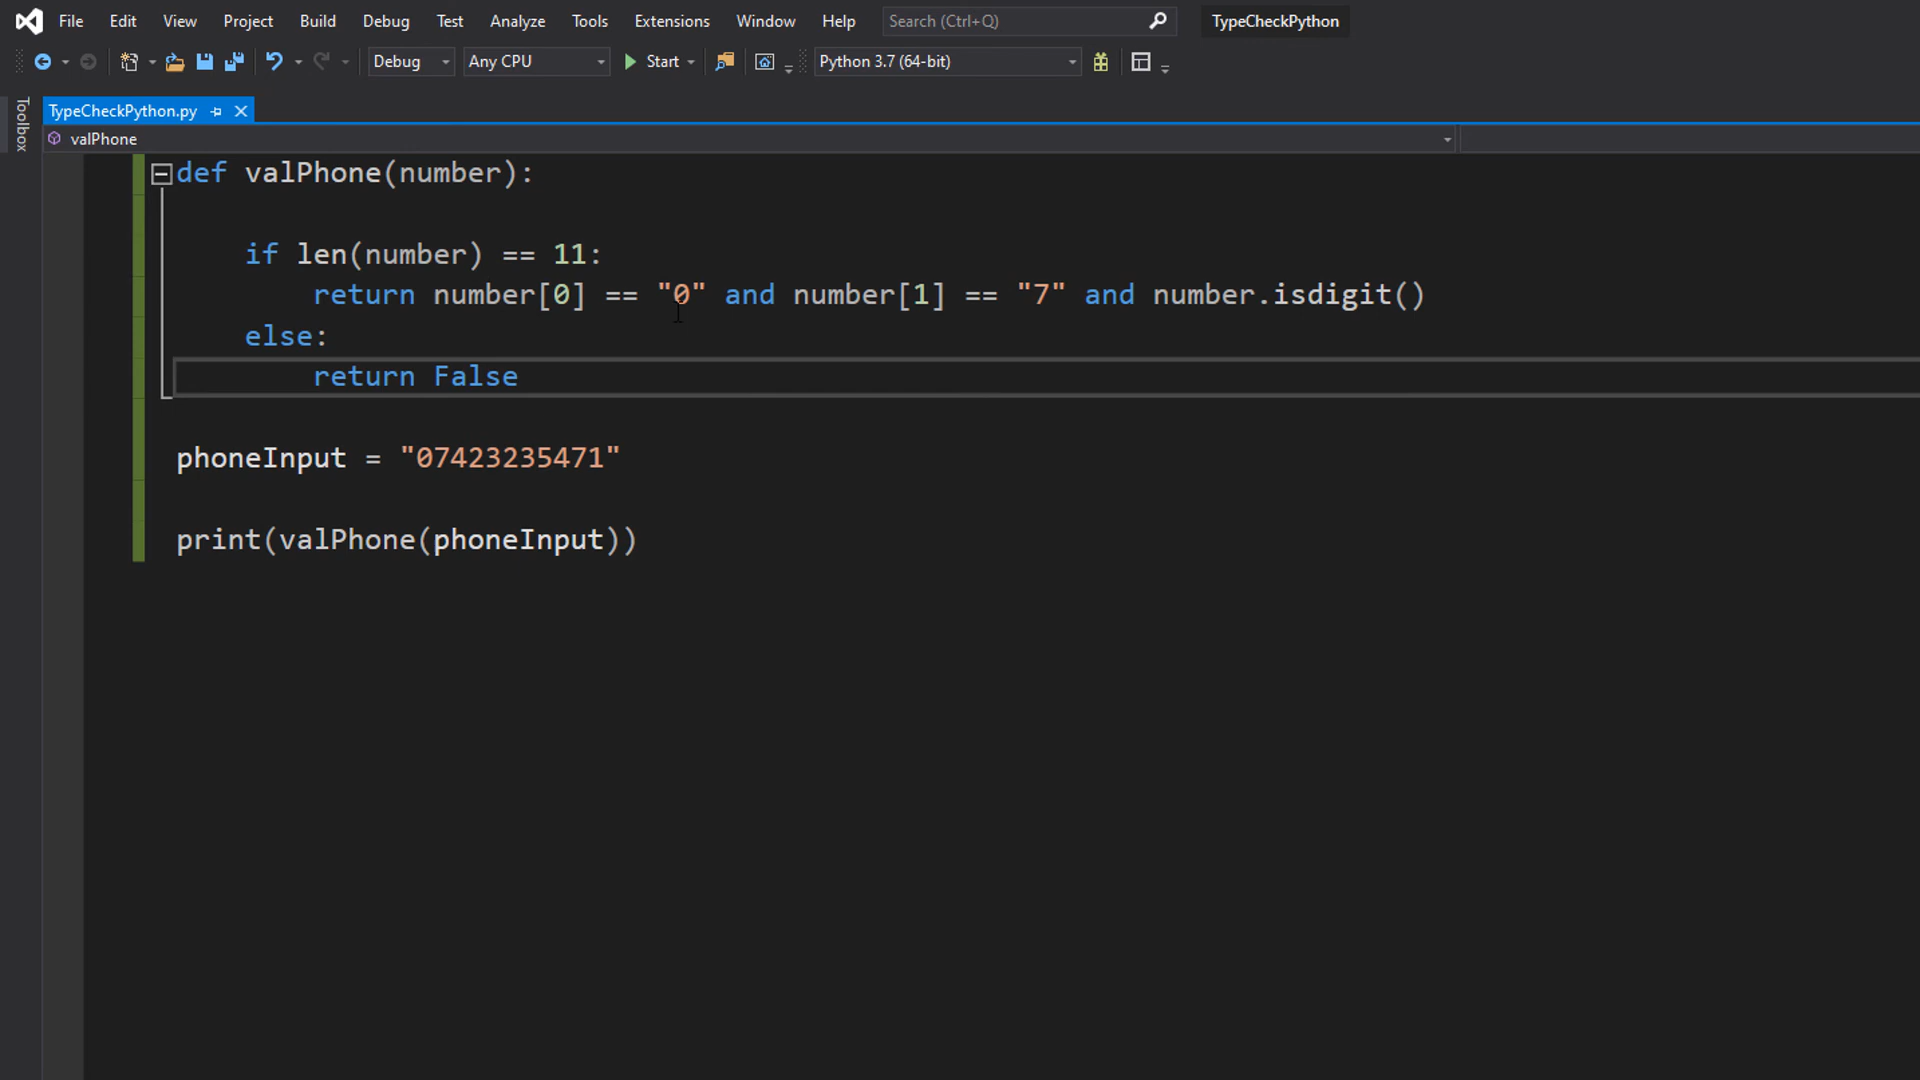 File Edit View Project Build Debug Test Analyze Tools Extensions Window Help Search (Ctrl+Q) TypeCheckPython
Debug Any CPU Start Python 3.7 (64-bit)
Toolbox
TypeCheckPython.py
valPhone
def valPhone(number):
if len(number) == 11:
return number[0] == "0" and number[1] == "7" and number.isdigit()
else:
return False
phoneInput = "07423235471"
print(valPhone(phoneInput))